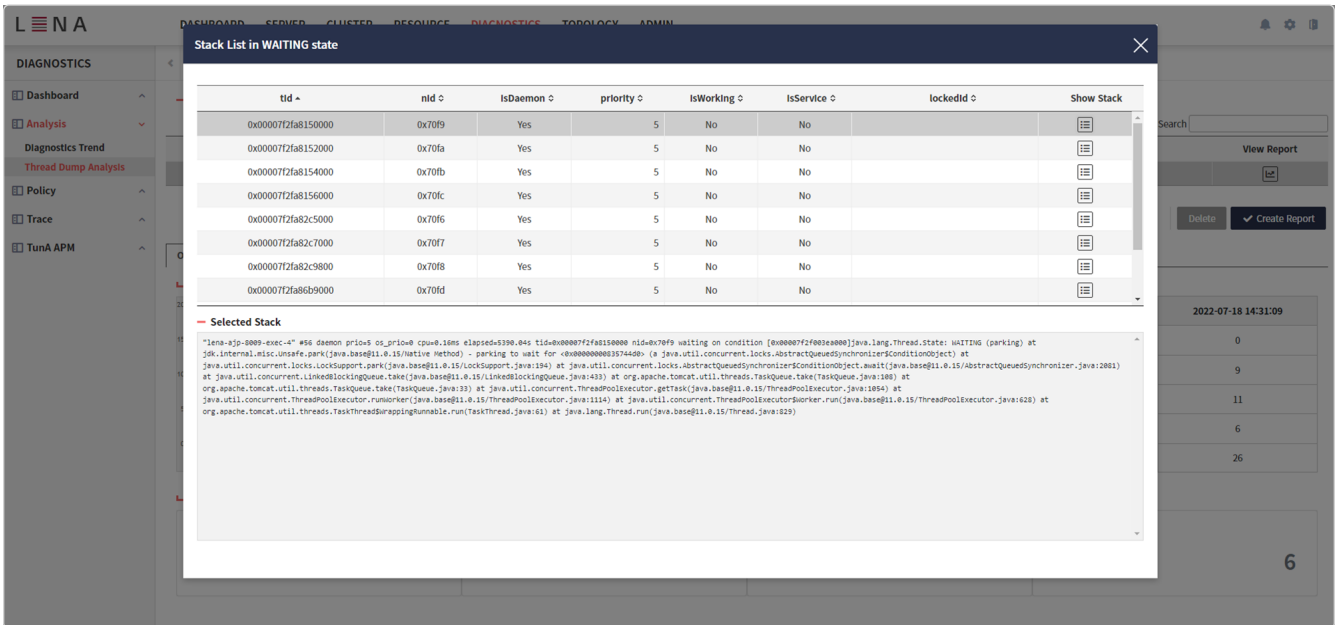 LENA
DASHBOARD SERVER CLUSTER RESOURCE DIAGNOSTICS TOPOLOGY ADMIN
Stack List in WAITING state
DIAGNOSTICS
Dashboard
Analysis
Diagnostics Trend
Thread Dump Analysis
Policy
Trace
TunA APM
tid nid isDaemon priority isWorking isService lockedId Show Stack
0x00007f2fa8150000 0x70f9 Yes 5 No No
0x00007f2fa8152000 0x70fa Yes 5 No No
0x00007f2fa8154000 0x70fb Yes 5 No No
0x00007f2fa8156000 0x70fc Yes 5 No No
0x00007f2fa82c5000 0x70f6 Yes 5 No No
0x00007f2fa82c7000 0x70f7 Yes 5 No No
0x00007f2fa82c9800 0x70f8 Yes 5 No No
0x00007f2fa86b9000 0x70fd Yes 5 No No
Search
View Report
Delete Create Report
Selected Stack
"lena-ajp-8009-exec-4" #56 daemon prio=5 os_prio=0 cpu=0.16ms elapsed=5390.04s tid=0x00007f2fa8150000 nid=0x70f9 waiting on condition [0x00007f2f003ea000]java.lang.Thread.State: WAITING (parking) at
jdk.internal.misc.Unsafe.park(java.base@11.0.15/Native Method) - parking to wait for <0x00000000835744d0> (a java.util.concurrent.locks.AbstractQueuedSynchronizer$ConditionObject) at
java.util.concurrent.locks.LockSupport.park(java.base@11.0.15/LockSupport.java:194) at java.util.concurrent.locks.AbstractQueuedSynchronizer$ConditionObject.await(java.base@11.0.15/AbstractQueuedSynchronizer.java:2081)
at java.util.concurrent.LinkedBlockingQueue.take(java.base@11.0.15/LinkedBlockingQueue.java:433) at org.apache.tomcat.util.threads.TaskQueue.take(TaskQueue.java:108) at
org.apache.tomcat.util.threads.TaskQueue.take(TaskQueue.java:33) at java.util.concurrent.ThreadPoolExecutor.getTask(java.base@11.0.15/ThreadPoolExecutor.java:1054) at
java.util.concurrent.ThreadPoolExecutor.runWorker(java.base@11.0.15/ThreadPoolExecutor.java:1114) at java.util.concurrent.ThreadPoolExecutor$Worker.run(java.base@11.0.15/ThreadPoolExecutor.java:628) at
org.apache.tomcat.util.threads.TaskThread$WrappingRunnable.run(TaskThread.java:61) at java.lang.Thread.run(java.base@11.0.15/Thread.java:829)
2022-07-18 14:31:09
0
9
11
6
26
6